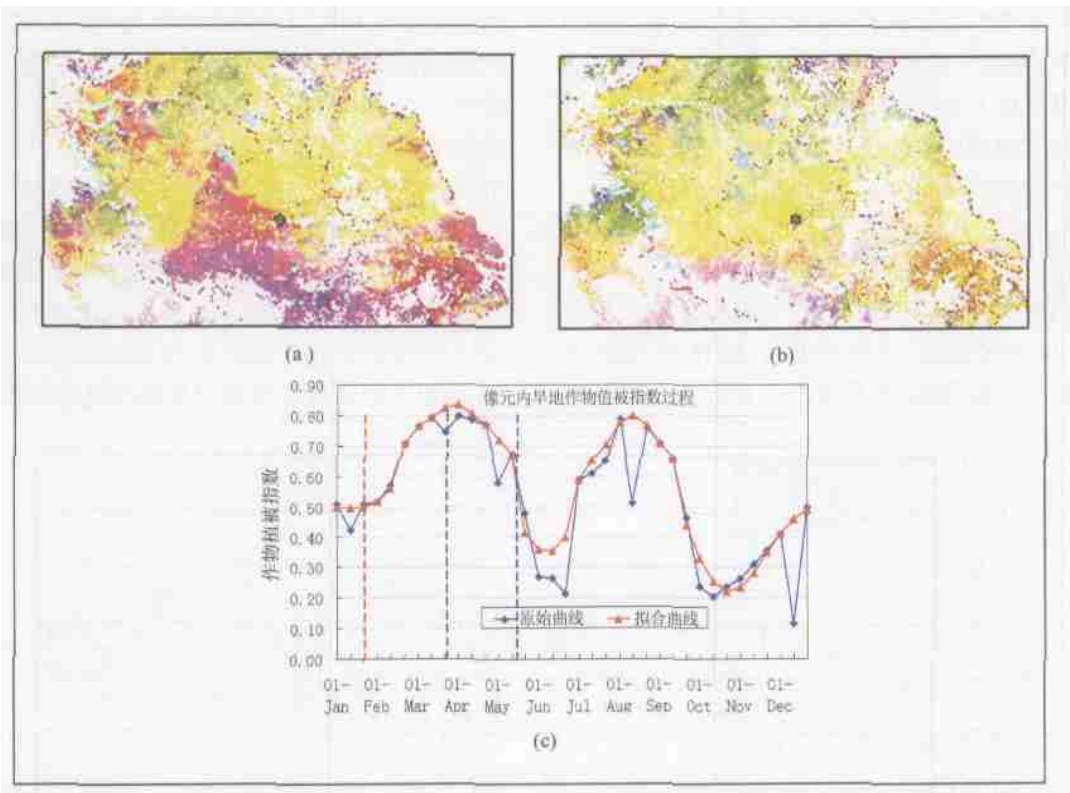 (a )
(b)
像元内旱地作物值被指数过程
作物植被指数
0.90
0.80
0.70
0.60
0.50
0.40
0.30
0.20
0.10
0.00
原始曲线 拟合曲线
01- 01- 01- 01- 01- 01- 01- 01- 01- 01- 01- 01-
Jan Feb Mar Apr May Jun Jul Aug Sep Oct Nov Dec
(c)